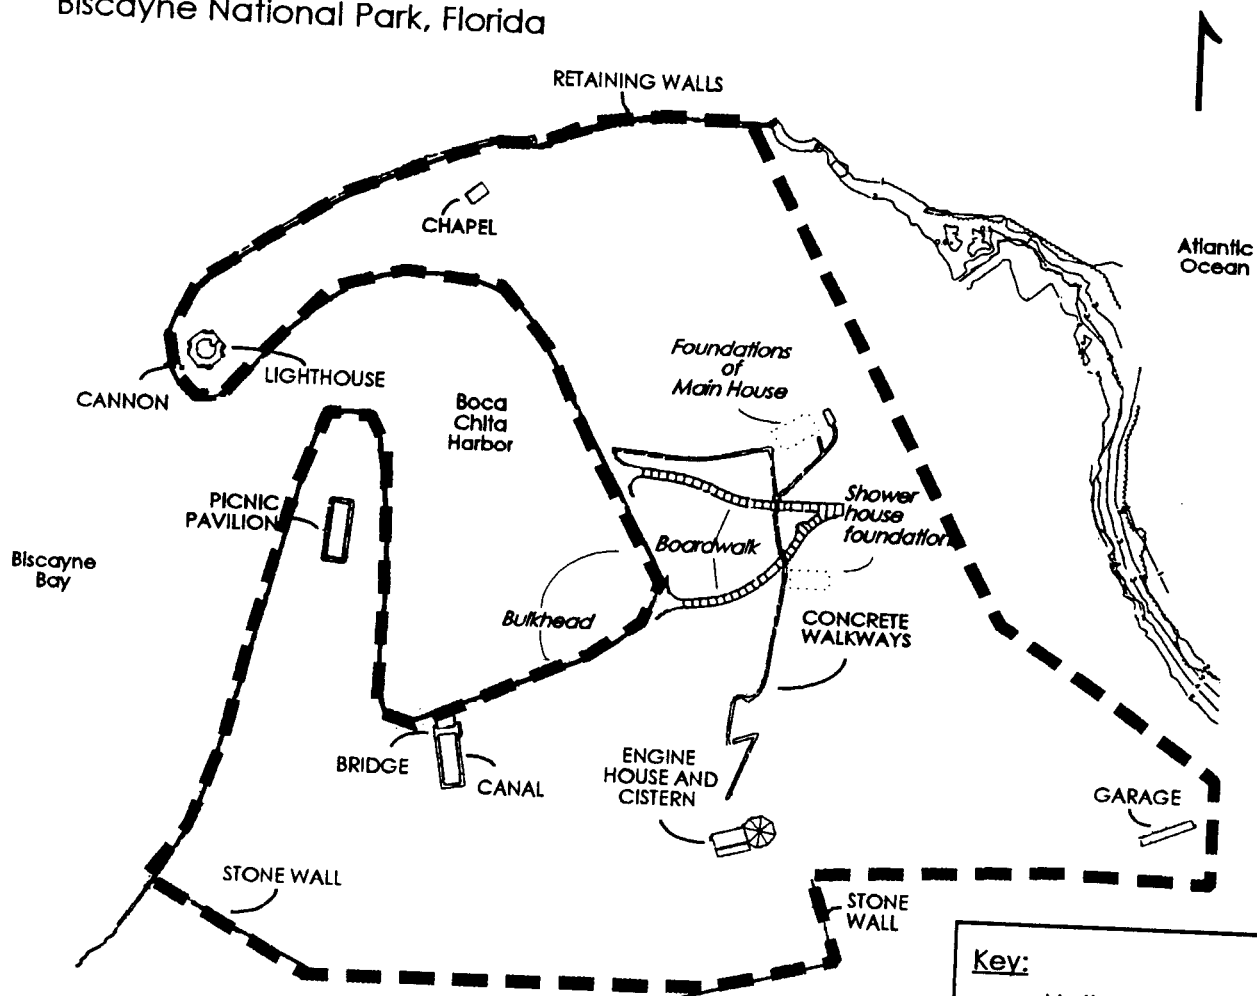 Biscayne National Park, Florida
RETAINING WALLS
CHAPEL
Atlantic
Ocean
LIGHTHOUSE
CANNON
Boca
Chita
Harbor
Foundations
of
Main House
PICNIC
PAVILION
Shower
house
foundation
Boardwalk
Biscayne
Bay
Bulkhead
CONCRETE
WALKWAYS
BRIDGE
CANAL
ENGINE
HOUSE AND
CISTERN
GARAGE
STONE WALL
STONE
WALL
Key: